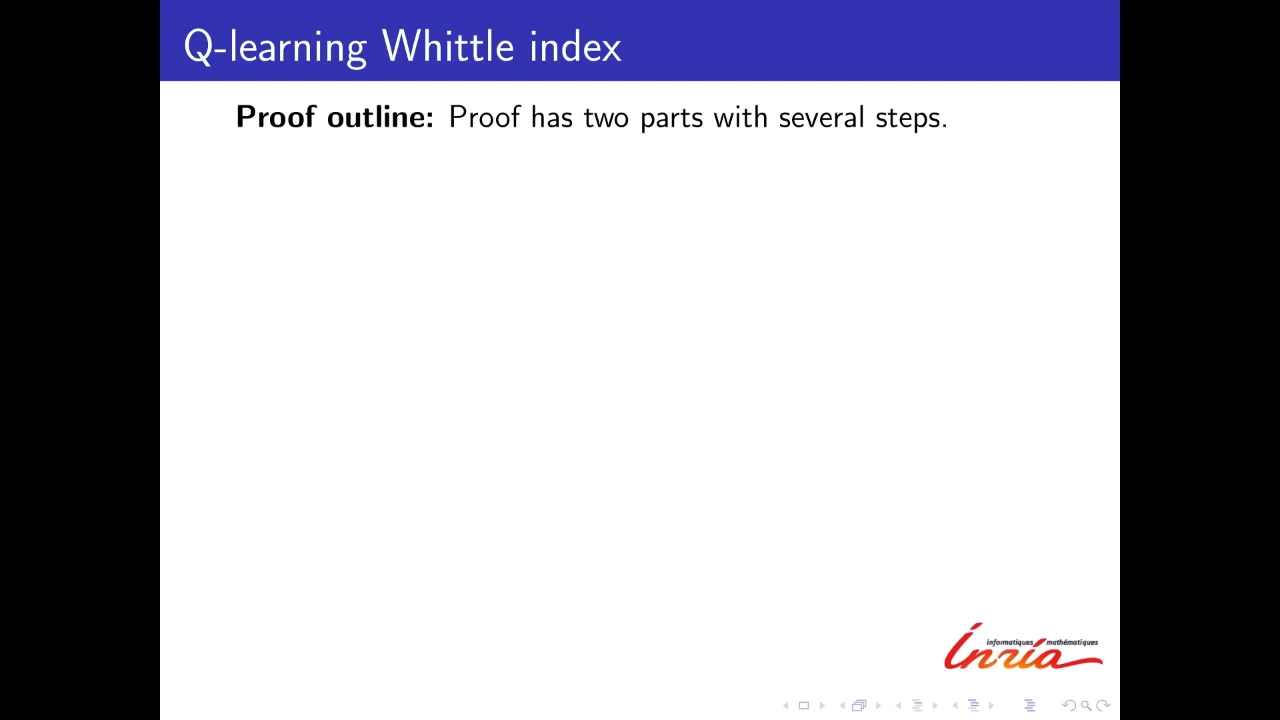 Q-learning Whittle index
Proof outline: Proof has two parts with several steps.
informatiques mathématiques
Inria